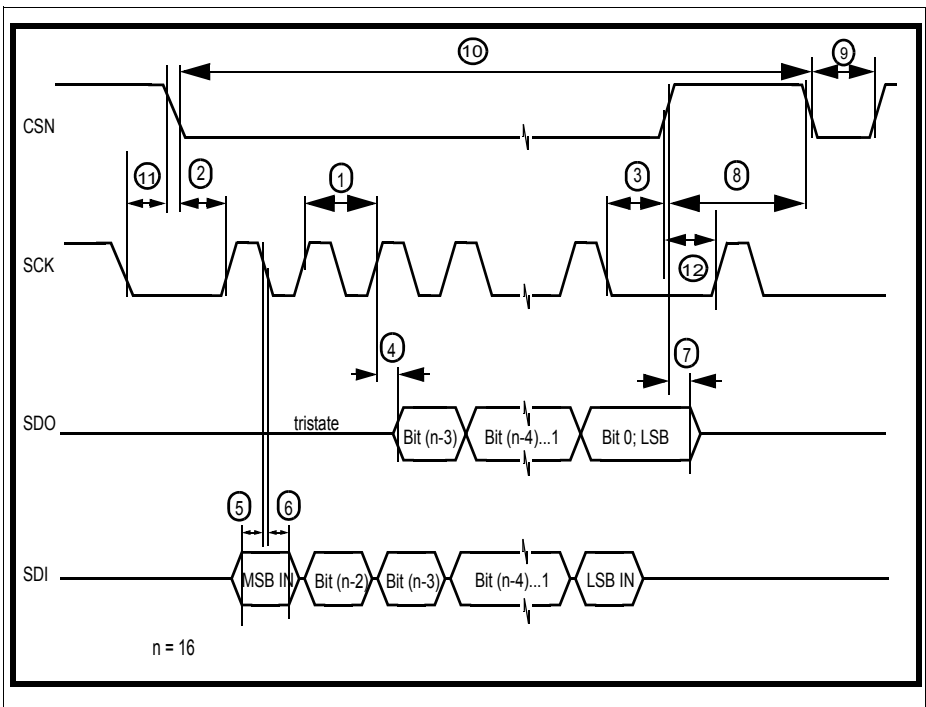 10
9
CSN
11
2
1
3
8
SCK
12
4
7
SDO
tristate
Bit (n-3)
Bit (n-4)...1
Bit 0; LSB
5
6
SDI
MSB IN
Bit (n-2)
Bit (n-3)
Bit (n-4)...1
LSB IN
n = 16